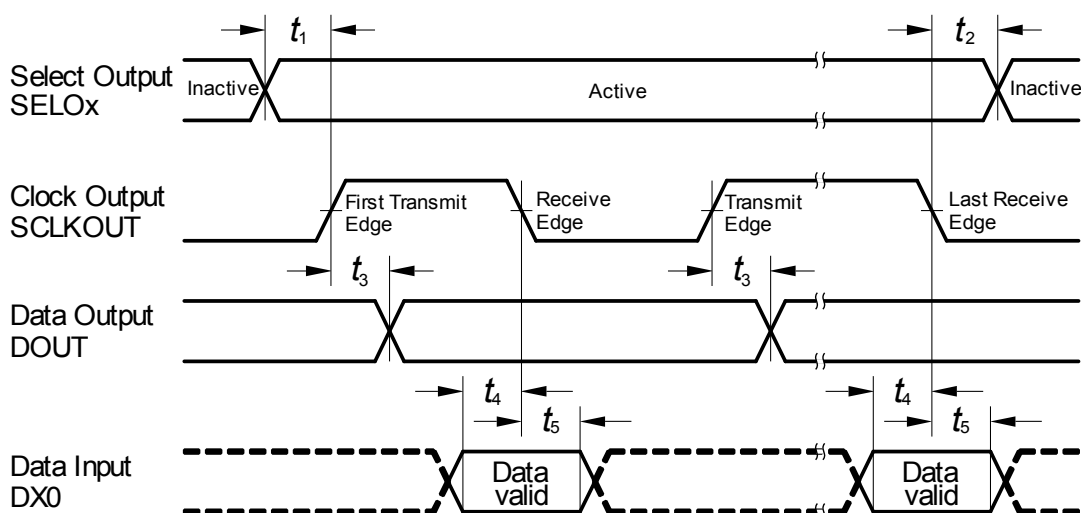 t1
t2
Select Output
SELOx
Inactive
Active
Inactive
Clock Output
SCLKOUT
First Transmit
Edge
Receive
Edge
Transmit
Edge
Last Receive
Edge
t3
t3
Data Output
DOUT
t4
t4
t5
t5
Data Input
DX0
Data
valid
Data
valid